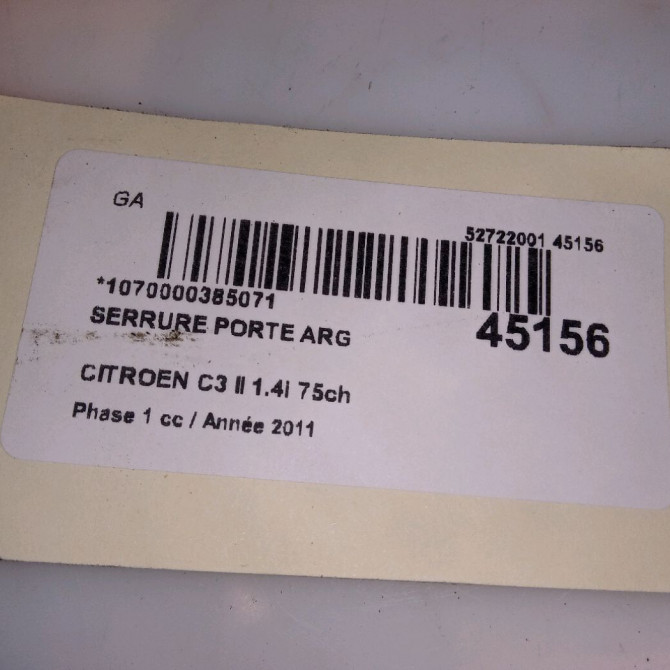 GA
52722001 45156
*1070000385071
45156
SERRURE PORTE ARG
CITROEN C3 II 1.4i 75ch
Phase 1 cc / Année 2011